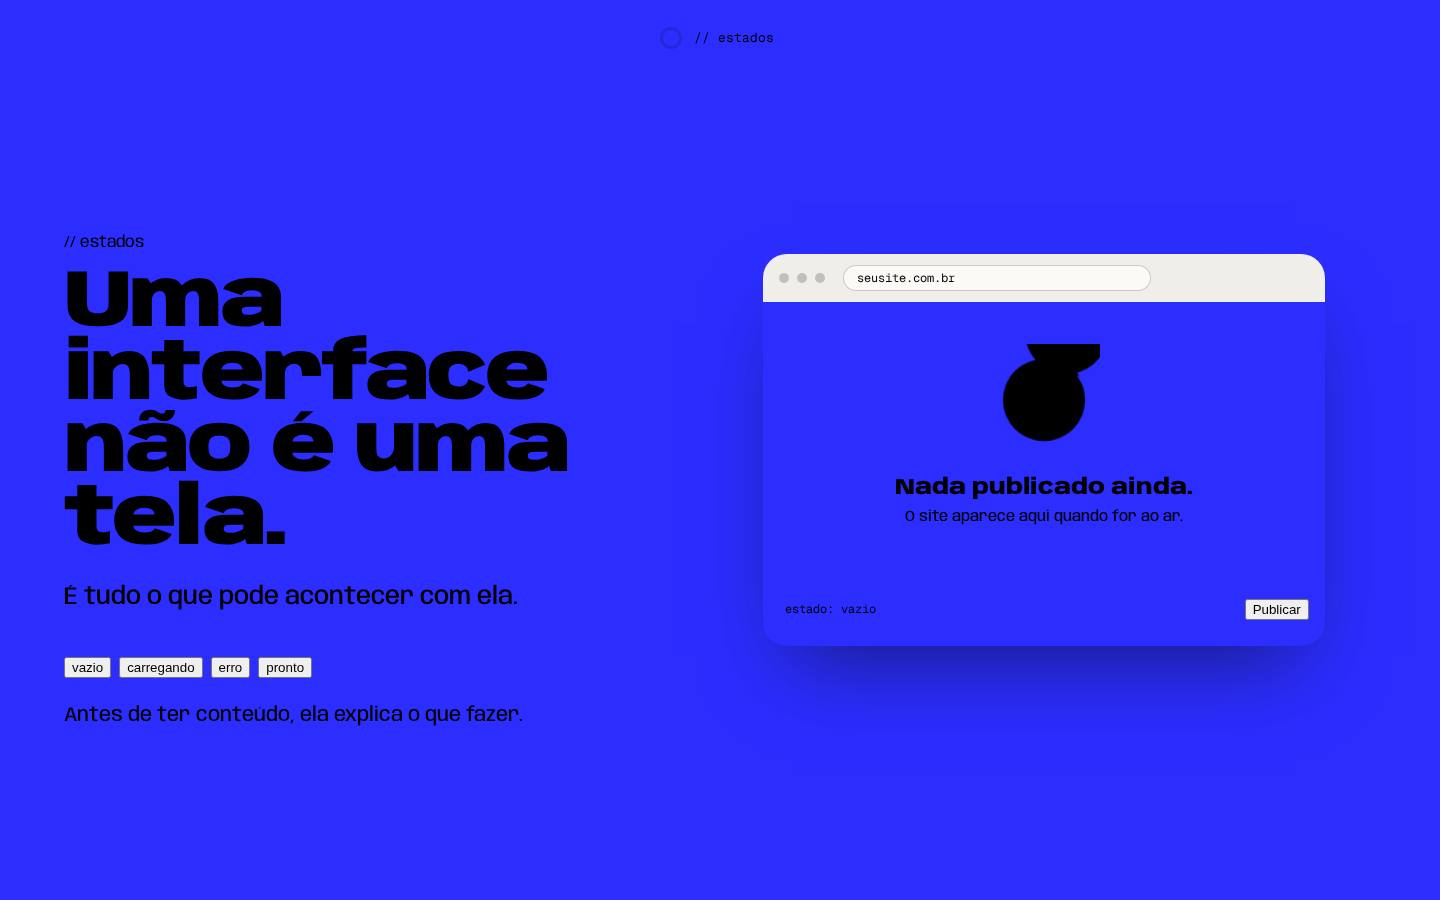 // estados
// estados
Uma
interface
não é uma
tela.
É tudo o que pode acontecer com ela.
vazio carregando erro pronto
Antes de ter conteúdo, ela explica o que fazer.
seusite.com.br
Nada publicado ainda.
O site aparece aqui quando for ao ar.
estado: vazio
Publicar